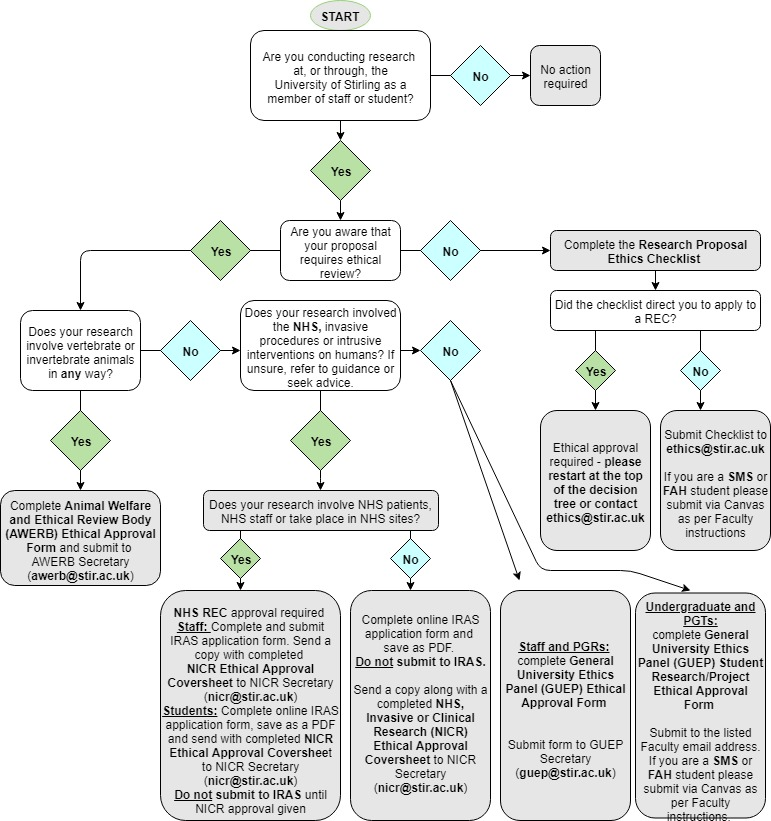 START
Are you conducting research
at, or through, the
University of Stirling as a
member of staff or student?
No
No action
required
Yes
Are you aware that
your proposal
requires ethical
review?
Yes
No
Complete the Research Proposal
Ethics Checklist
Did the checklist direct you to apply to
a REC?
Yes
No
Ethical approval
required - please
restart at the top
of the decision
tree or contact
ethics@stir.ac.uk
Submit Checklist to
ethics@stir.ac.uk
If you are a SMS or
FAH student please
submit via Canvas
as per Faculty
instructions
Does your research
involve vertebrate or
invertebrate animals
in any way?
No
Does your research involved
the NHS, invasive
procedures or intrusive
interventions on humans? If
unsure, refer to guidance or
seek advice.
No
Yes
Yes
Complete Animal Welfare
and Ethical Review Body
(AWERB) Ethical Approval
Form and submit to
AWERB Secretary
(awerb@stir.ac.uk)
Does your research involve NHS patients,
NHS staff or take place in NHS sites?
Yes
No
NHS REC approval required
Staff: Complete and submit
IRAS application form. Send a
copy with completed
NICR Ethical Approval
Coversheet to NICR Secretary
(nicr@stir.ac.uk)
Students: Complete online IRAS
application form, save as a PDF
and send with completed NICR
Ethical Approval Coversheet
to NICR Secretary
(nicr@stir.ac.uk)
Do not submit to IRAS until
NICR approval given
Complete online IRAS
application form and
save as PDF.
Do not submit to IRAS.
Send a copy along with a
completed NHS,
Invasive or Clinical
Research (NICR)
Ethical Approval
Coversheet to NICR
Secretary
(nicr@stir.ac.uk)
Staff and PGRs:
complete General
University Ethics
Panel (GUEP) Ethical
Approval Form
Submit form to GUEP
Secretary
(guep@stir.ac.uk)
Undergraduate and
PGTs:
complete General
University Ethics
Panel (GUEP) Student
Research/Project
Ethical Approval
Form
Submit to the listed
Faculty email address.
If you are a SMS or
FAH student please
submit via Canvas as
per Faculty
instructions.